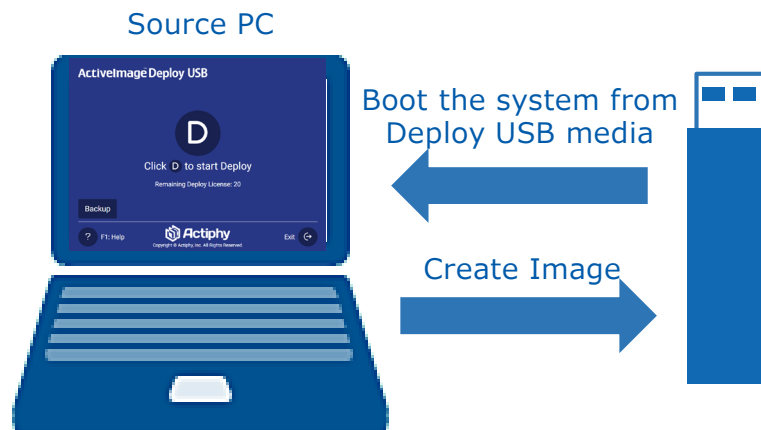 Source PC
ActiveImage Deploy USB
Boot the system from
Deploy USB media
D
Click D to start Deploy
Remaining Deploy License: 20
Backup
? F1: Help
Actiphy
Exit
Copyright © Actiphy, Inc. All Rights Reserved.
Create Image